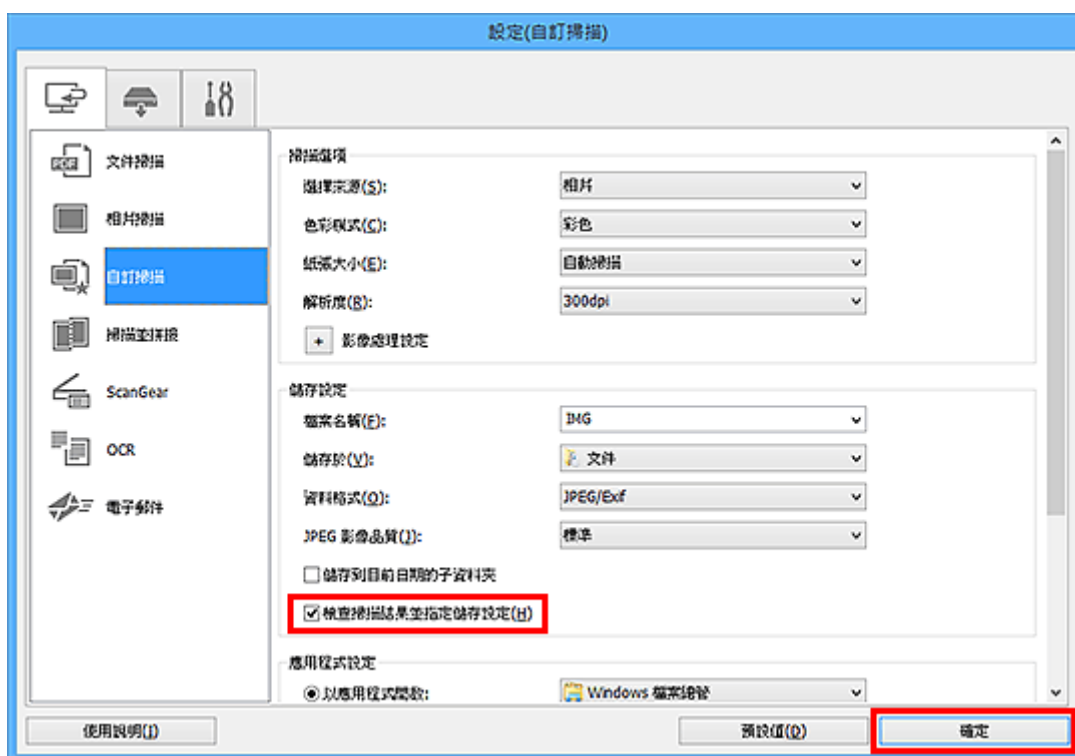 設定(自訂掃描)
文件掃描
相片掃描
自訂掃描
掃描並拼接
ScanGear
OCR
電子郵件
掃描選項
選擇來源(S): 相片
色彩模式(C): 彩色
紙張大小(E): 自動掃描
解析度(R): 300dpi
+ 影像處理設定
儲存設定
檔案名稱(F): IMG
儲存於(V): 文件
資料格式(O): JPEG/Exif
JPEG 影像品質(J): 標準
儲存到目前日期的子資料夾
檢查掃描結果並指定儲存設定(H)
應用程式設定
以應用程式開啟: Windows 檔案總管
使用說明(I)
預設值(D)
確定
PDF